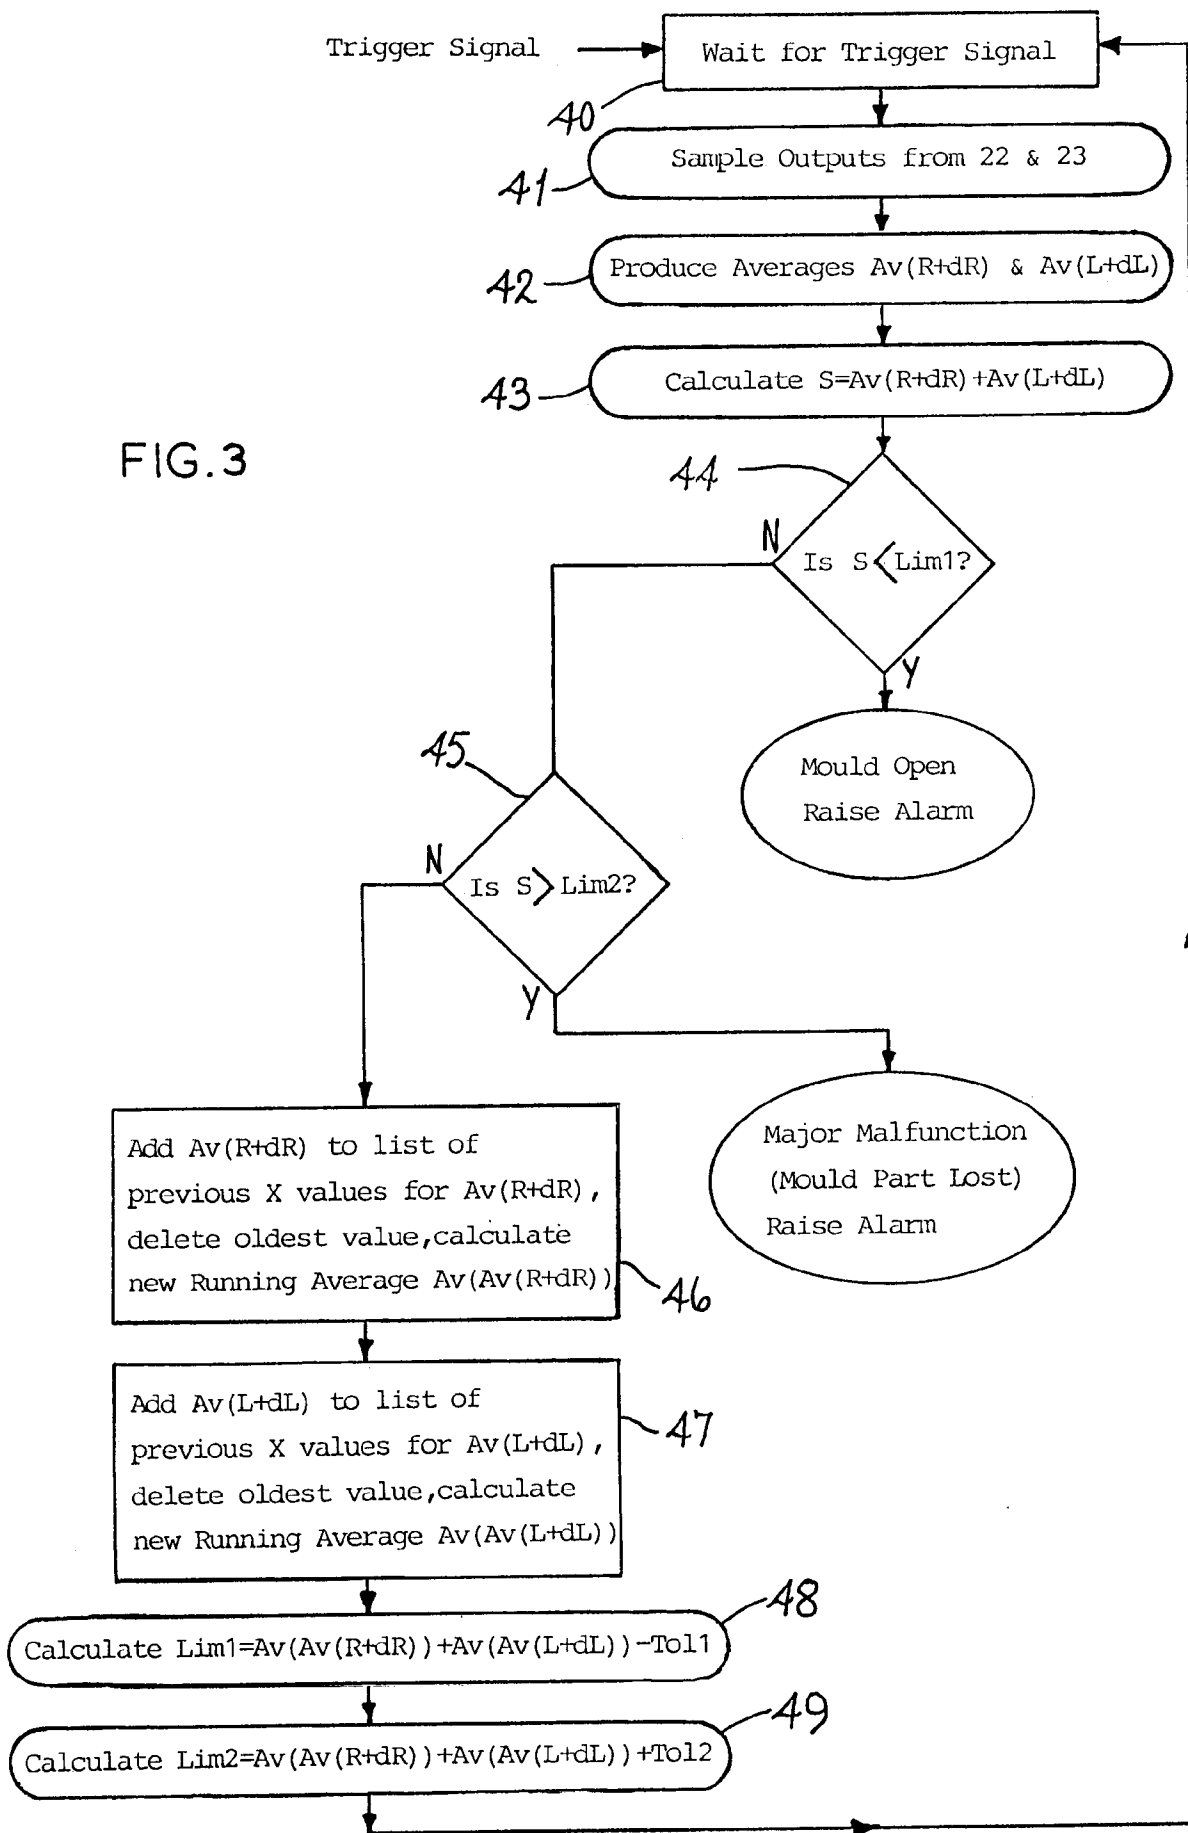 Trigger Signal
Wait for Trigger Signal
40
Sample Outputs from 22 & 23
41
Produce Averages Av(R+dR) & Av(L+dL)
42
Calculate S=Av(R+dR)+Av(L+dL)
43
FIG.3
44
N
Is S<Lim1?
Y
Mould Open
Raise Alarm
45
N
Is S>Lim2?
Y
Major Malfunction
(Mould Part Lost)
Raise Alarm
Add Av(R+dR) to list of
previous X values for Av(R+dR),
delete oldest value,calculate
new Running Average Av(Av(R+dR))
46
Add Av(L+dL) to list of
previous X values for Av(L+dL),
delete oldest value,calculate
new Running Average Av(Av(L+dL))
47
48
Calculate Lim1=Av(Av(R+dR))+Av(Av(L+dL))-Tol1
49
Calculate Lim2=Av(Av(R+dR))+Av(Av(L+dL))+Tol2